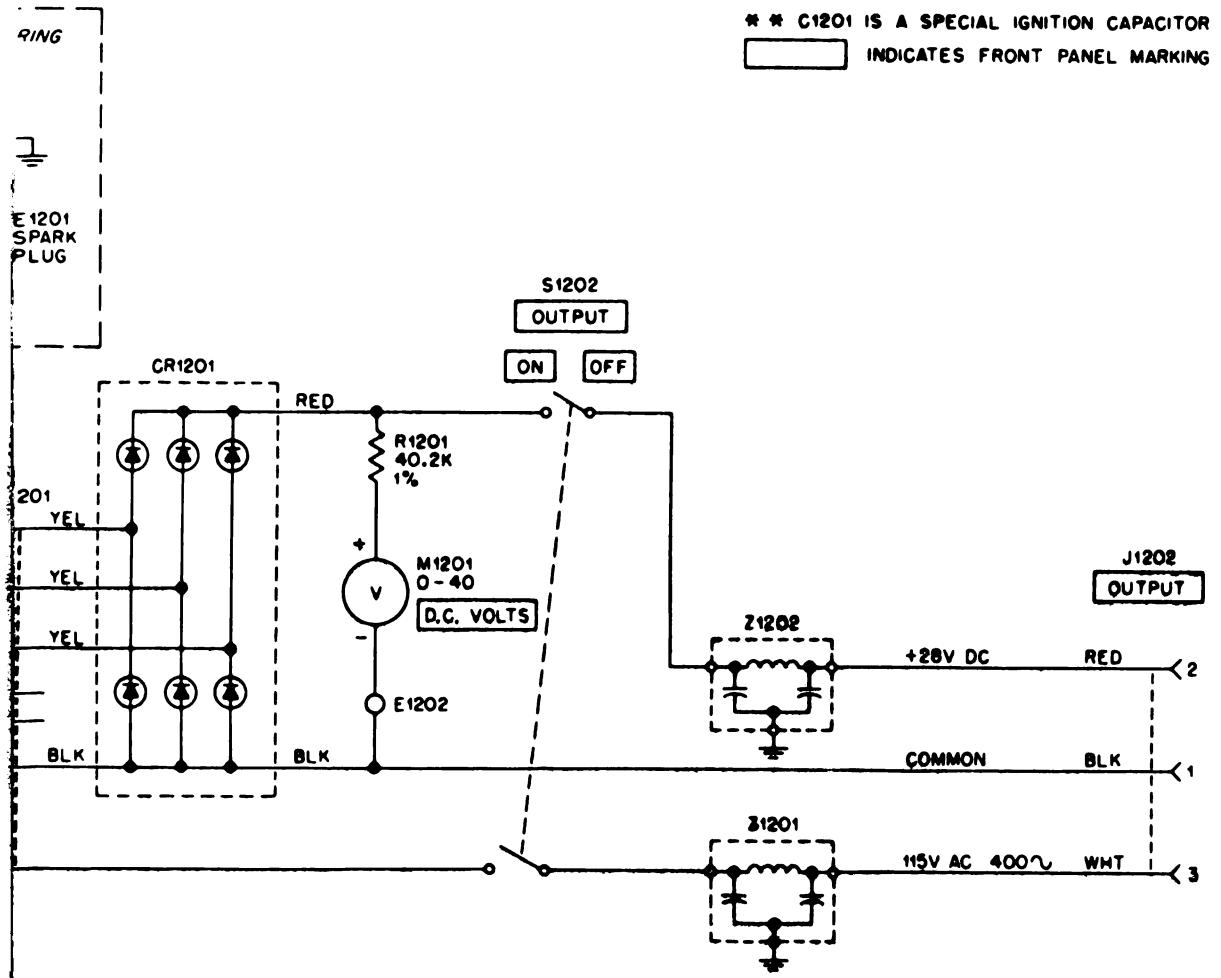 * * C1201 IS A SPECIAL IGNITION CAPACITOR
INDICATES FRONT PANEL MARKING
RING
E1201
SPARK
PLUG
S1202
OUTPUT
ON OFF
CR1201
RED
R1201
40.2K
1%
201
YEL
YEL
YEL
+
M1201
0-40
V
D.C. VOLTS
-
E1202
BLK
BLK
J1202
OUTPUT
Z1202
+28V DC RED 2
COMMON BLK 1
Z1201
115V AC 400~ WHT 3